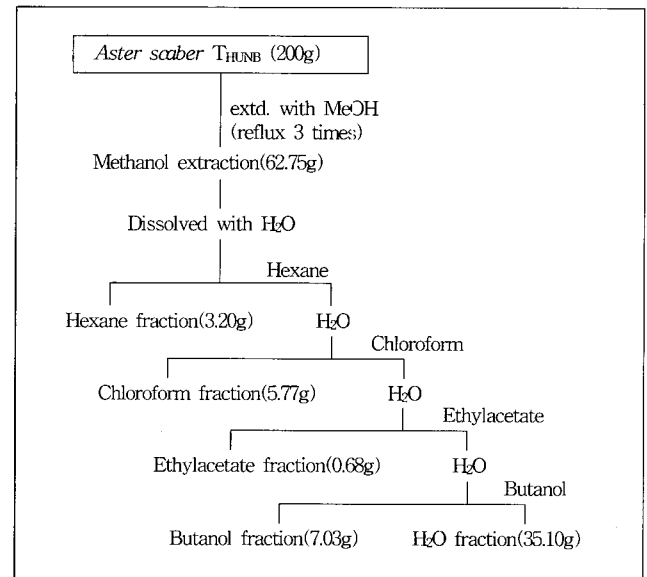 Aster scaber THUNB (200g)
extd. with MeOH
(reflux 3 times)
Methanol extraction(62.75g)
Dissolved with H₂O
Hexane
Hexane fraction(3.20g) H₂O
Chloroform
Chloroform fraction(5.77g) H₂O
Ethylacetate
Ethylacetate fraction(0.68g) H₂O
Butanol
Butanol fraction(7.03g) H₂O fraction(35.10g)